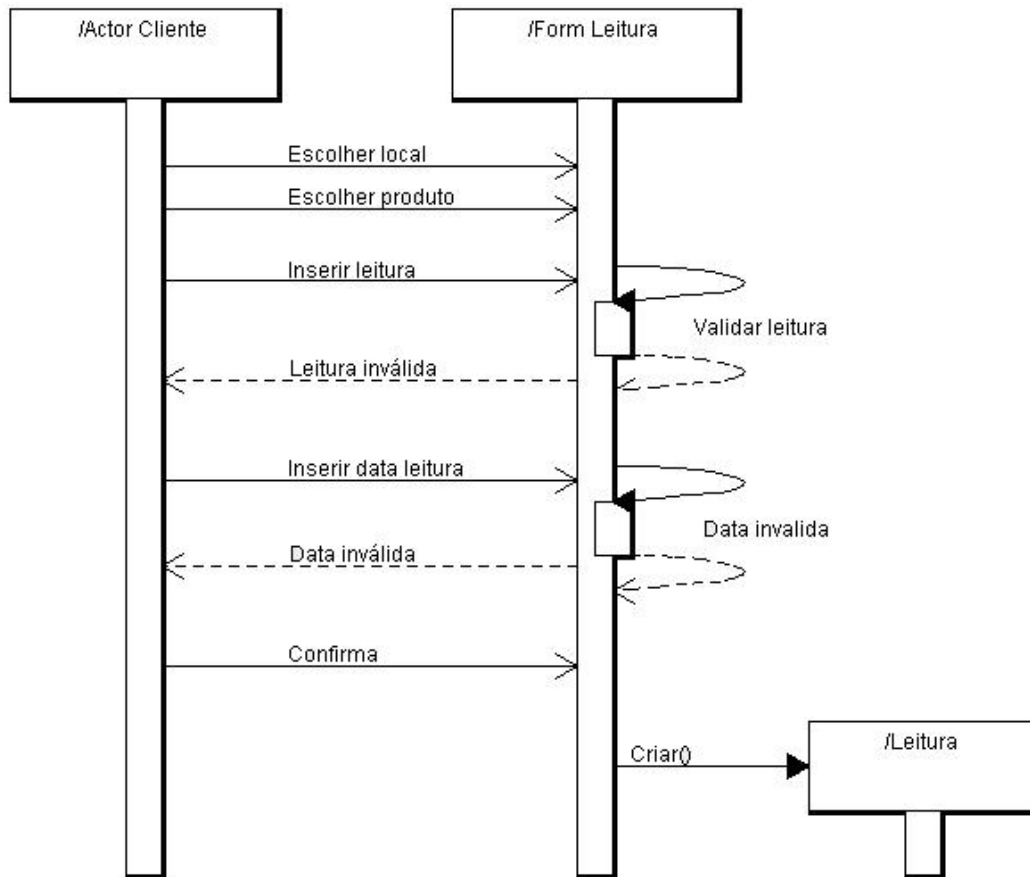 /Actor Cliente
/Form Leitura
Escolher local
Escolher produto
Inserir leitura
Validar leitura
Leitura inválida
Inserir data leitura
Data invalida
Data inválida
Confirma
/Leitura
Criar()